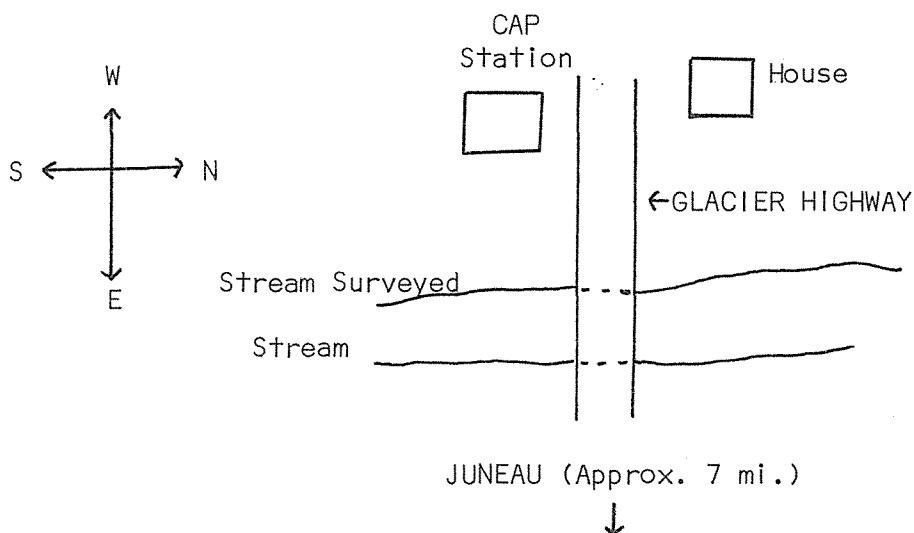 CAP
Station
House
W
S
N
E
←GLACIER HIGHWAY
Stream Surveyed
Stream
JUNEAU (Approx. 7 mi.)
↓